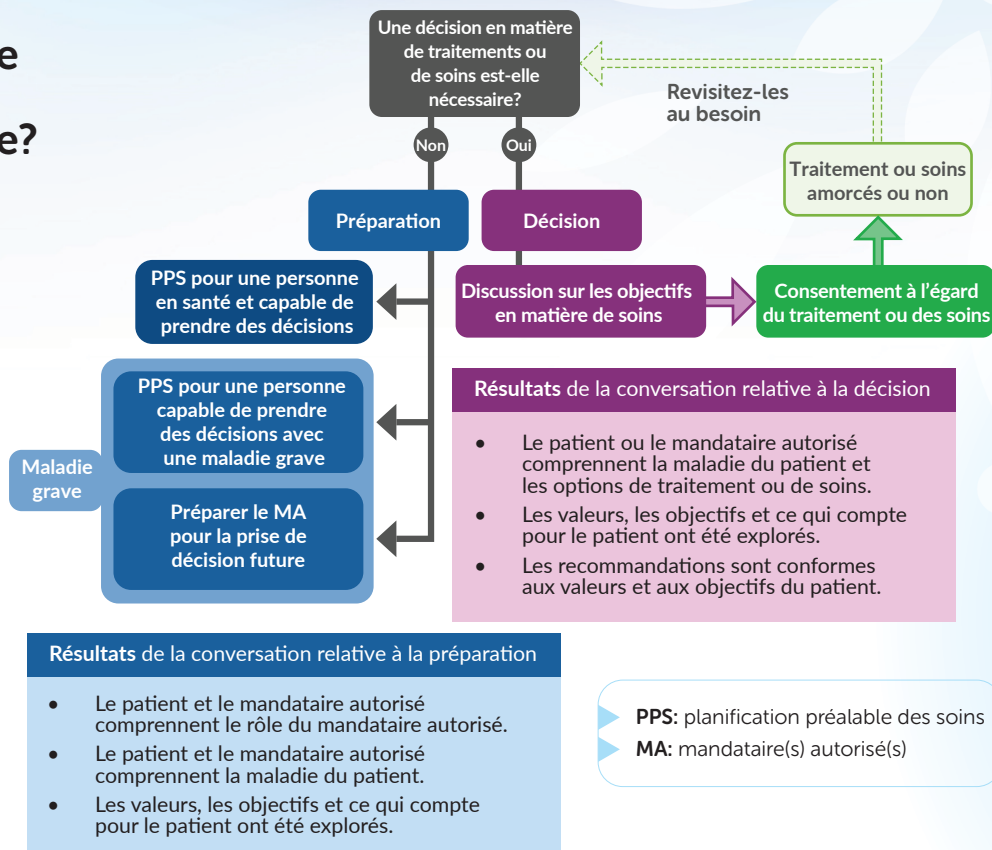 e
e?
Une décision en matière
de traitements ou
de soins est-elle
nécessaire?
Revisitez-les
au besoin
Non
Oui
Traitement ou soins
amorcés ou non
Préparation
Décision
PPS pour une personne
en santé et capable de
prendre des décisions
Discussion sur les objectifs
en matière de soins
Consentement à l'égard
du traitement ou des soins
PPS pour une personne
capable de prendre
des décisions avec
une maladie grave
Maladie
grave
Préparer le MA
pour la prise de
décision future
Résultats de la conversation relative à la décision
• Le patient ou le mandataire autorisé
comprennent la maladie du patient et
les options de traitement ou de soins.
• Les valeurs, les objectifs et ce qui compte
pour le patient ont été explorés.
• Les recommandations sont conformes
aux valeurs et aux objectifs du patient.
Résultats de la conversation relative à la préparation
• Le patient et le mandataire autorisé
comprennent le rôle du mandataire autorisé.
• Le patient et le mandataire autorisé
comprennent la maladie du patient.
• Les valeurs, les objectifs et ce qui compte
pour le patient ont été explorés.
PPS: planification préalable des soins
MA: mandataire(s) autorisé(s)